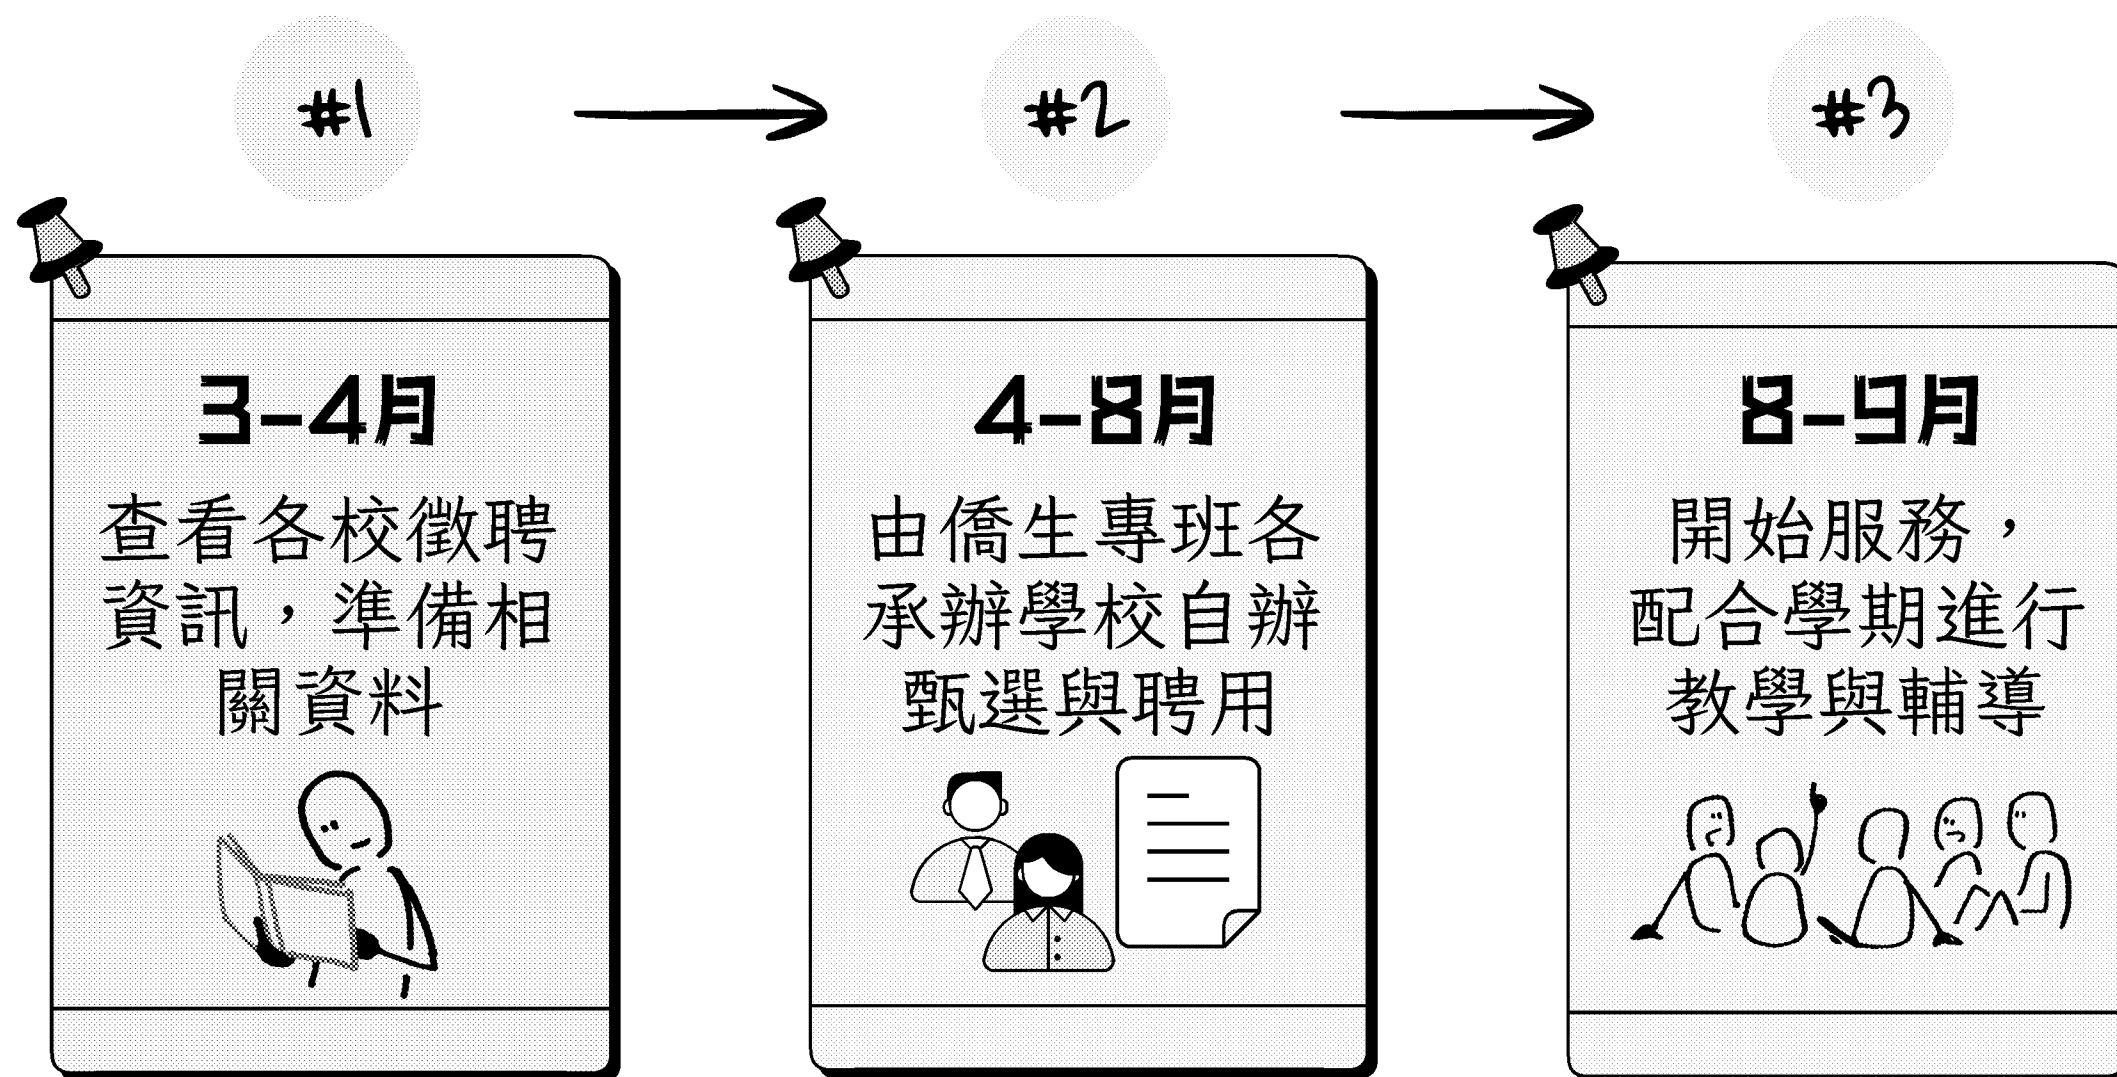 #1
#2
#3
3-4月
查看各校徵聘
資訊，準備相
關資料
4-8月
由僑生專班各
承辦學校自辦
甄選與聘用
8-9月
開始服務，
配合學期進行
教學與輔導